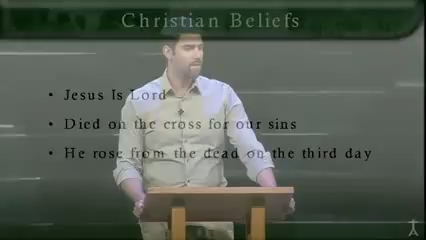 Christian Beliefs
• Jesus Is Lord
• Died on the cross for our sins
• He rose from the dead on the third day